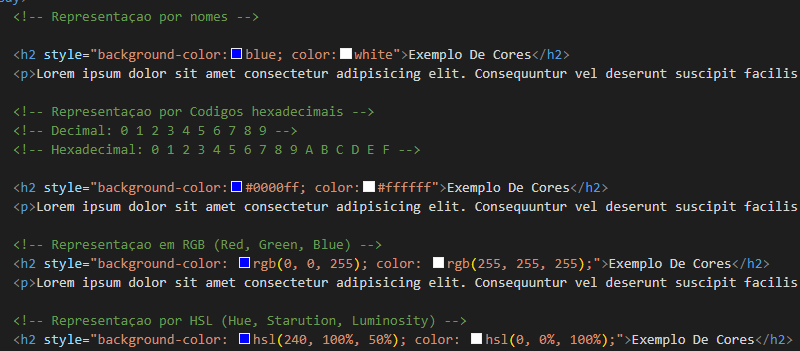 ody>
<!-- Representaçao por nomes -->
<h2 style="background-color:blue; color:white">Exemplo De Cores</h2>
<p>Lorem ipsum dolor sit amet consectetur adipisicing elit. Consequuntur vel deserunt suscipit facilis
<!-- Representaçao por Codigos hexadecimais -->
<!-- Decimal: 0 1 2 3 4 5 6 7 8 9 -->
<!-- Hexadecimal: 0 1 2 3 4 5 6 7 8 9 A B C D E F -->
<h2 style="background-color:#0000ff; color:#ffffff">Exemplo De Cores</h2>
<p>Lorem ipsum dolor sit amet consectetur adipisicing elit. Consequuntur vel deserunt suscipit facilis
<!-- Representaçao em RGB (Red, Green, Blue) -->
<h2 style="background-color: rgb(0, 0, 255); color: rgb(255, 255, 255);">Exemplo De Cores</h2>
<p>Lorem ipsum dolor sit amet consectetur adipisicing elit. Consequuntur vel deserunt suscipit facilis
<!-- Representaçao por HSL (Hue, Starution, Luminosity) -->
<h2 style="background-color: hsl(240, 100%, 50%); color: hsl(0, 0%, 100%);">Exemplo De Cores</h2>